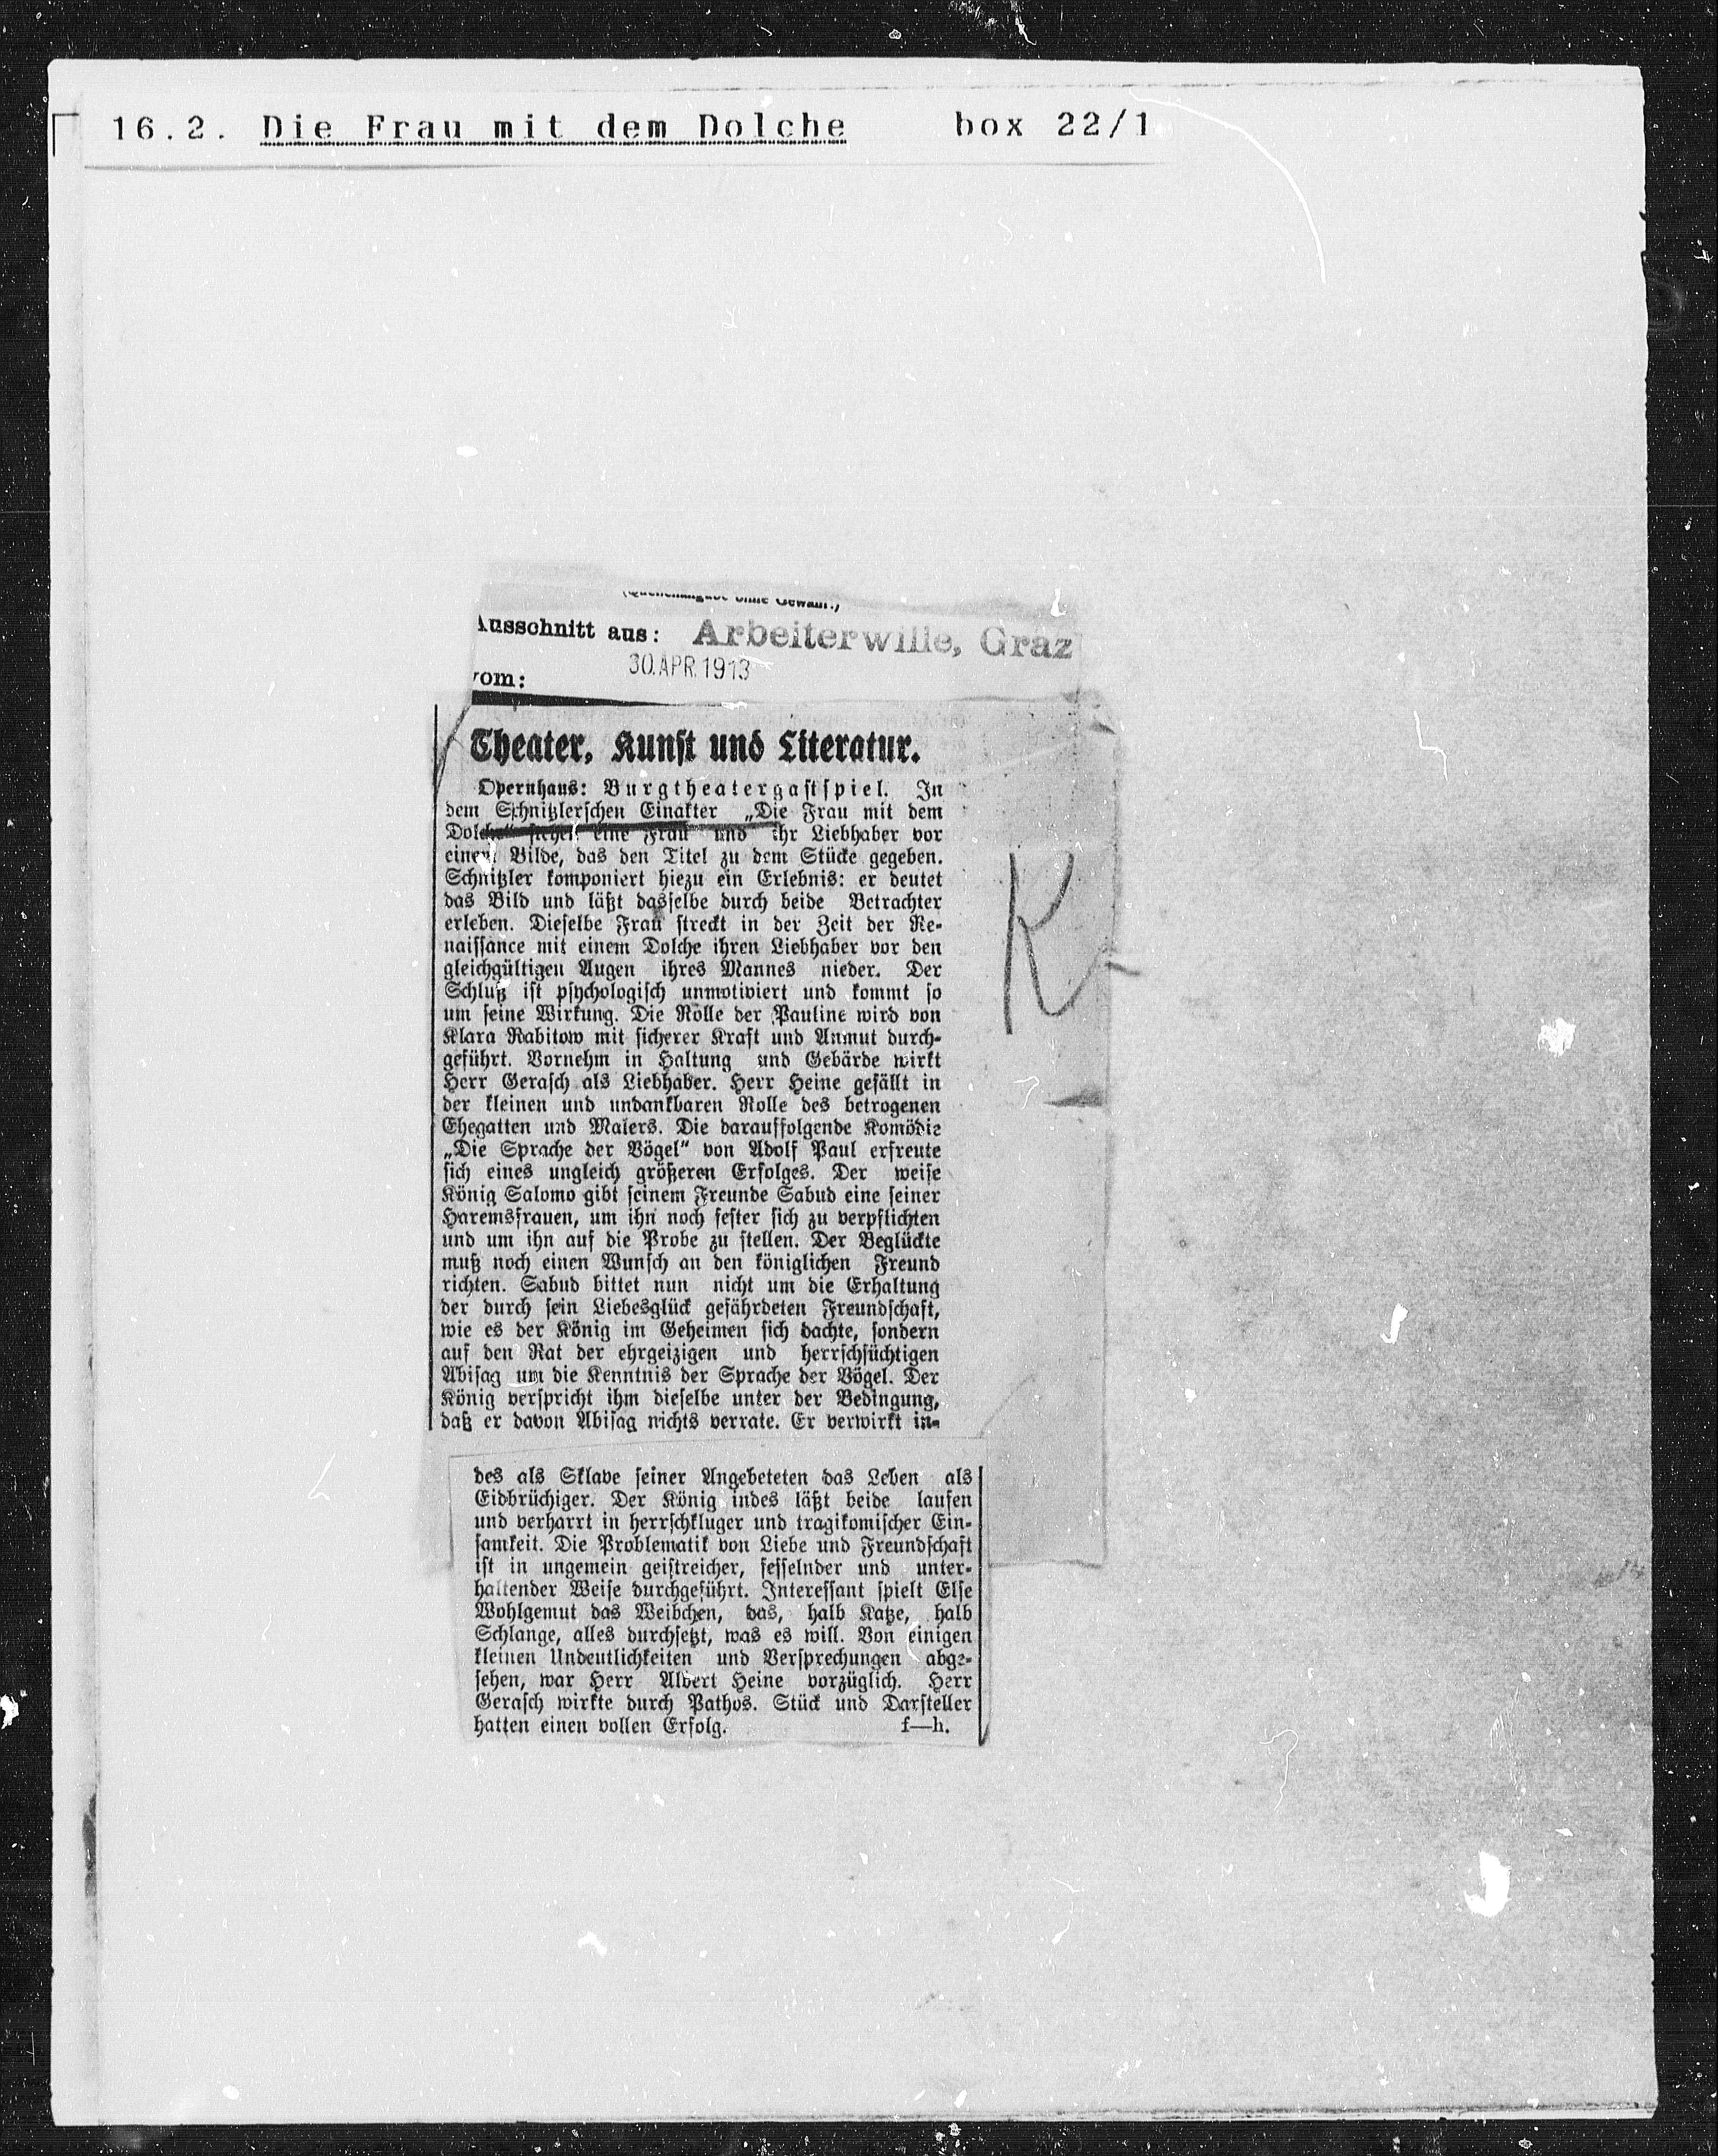 16.2. Die Frau mit dem Dolche box 22/1
(Quellenangabe ohne Gewähr.)
Ausschnitt aus: Arbeiterwille, Graz
30.APR.1913
vom:
Theater, Kunst und Literatur.
Opernhaus: Burgtheatergastspiel. In
dem Schnitzlerschen Einakter „Die Frau mit dem
Dolche“ stehen eine Frau und ihr Liebhaber vor
einem Bilde, das den Titel zu dem Stücke gegeben.
Schnitzler komponiert hiezu ein Erlebnis: er deutet
das Bild und läßt dasselbe durch beide Betrachter
erleben. Dieselbe Frau streckt in der Zeit der Re-
naissance mit einem Dolche ihren Liebhaber vor den
gleichgültigen Augen ihres Mannes nieder. Der
Schluß ist psychologisch unmotiviert und kommt so
um seine Wirkung. Die Rolle der Pauline wird von
Klara Rabitow mit sicherer Kraft und Anmut durch-
geführt. Vornehm in Haltung und Gebärde wirkt
Herr Gerasch als Liebhaber. Herr Heine gefällt in
der kleinen und undankbaren Rolle des betrogenen
Ehegatten und Malers. Die darauffolgende Komödie
„Die Sprache der Vögel“ von Adolf Paul erfreute
sich eines ungleich größeren Erfolges. Der weise
König Salomo gibt seinem Freunde Sabud eine seiner
Haremsfrauen, um ihn noch fester sich zu verpflichten
und um ihn auf die Probe zu stellen. Der Beglückte
muß noch einen Wunsch an den königlichen Freund
richten. Sabud bittet nun nicht um die Erhaltung
der durch sein Liebesglück gefährdeten Freundschaft,
wie es der König im Geheimen sich dachte, sondern
auf den Rat der ehrgeizigen und herrschsüchtigen
Abisag um die Kenntnis der Sprache der Vögel. Der
König verspricht ihm dieselbe unter der Bedingung,
daß er davon Abisag nichts verrate. Er verwirkt in-
K
des als Sklave seiner Angebeteten das Leben als
Eidbrüchiger. Der König indes läßt beide laufen
und verharrt in herrschkluger und tragikomischer Ein-
samkeit. Die Problematik von Liebe und Freundschaft
ist in ungemein geistreicher, fesselnder und unter-
haltender Weise durchgeführt. Interessant spielt Else
Wohlgemut das Weibchen, das, halb Katze, halb
Schlange, alles durchsetzt, was es will. Von einigen
kleinen Undeutlichkeiten und Versprechungen abge-
sehen, war Herr Albert Heine vorzüglich. Herr
Gerasch wirkte durch Pathos. Stück und Darsteller
hatten einen vollen Erfolg. f—h.